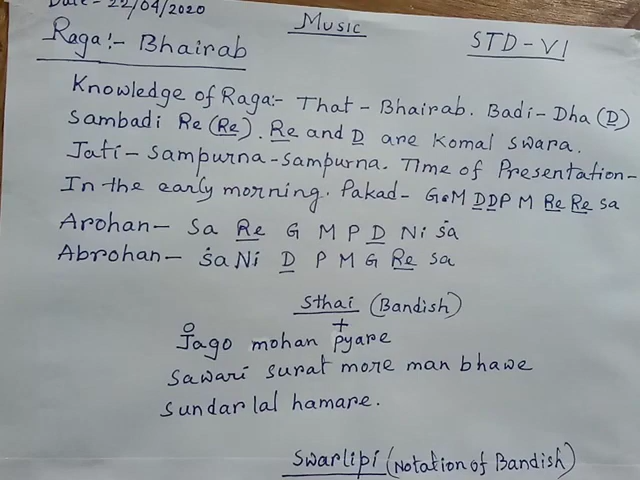 Date - 22/04/2020
Music
STD - VI
Raga:- Bhairab
Knowledge of Raga:- That - Bhairab. Badi - Dha (D)
Sambadi Re (Re). Re and D are Komal swara.
Jati - Sampurna - Sampurna. Time of Presentation -
In the early morning. Pakad - G M D D P M Re Re Sa
Arohan - Sa Re G M P D Ni Ṡa
Abrohan - Ṡa Ni D P M G Re Sa
Sthai (Bandish)
0 +
Jago mohan Pyare
Sawari surat more man bhawe
Sundar lal hamare.
Swarlipi (Notation of Bandish)